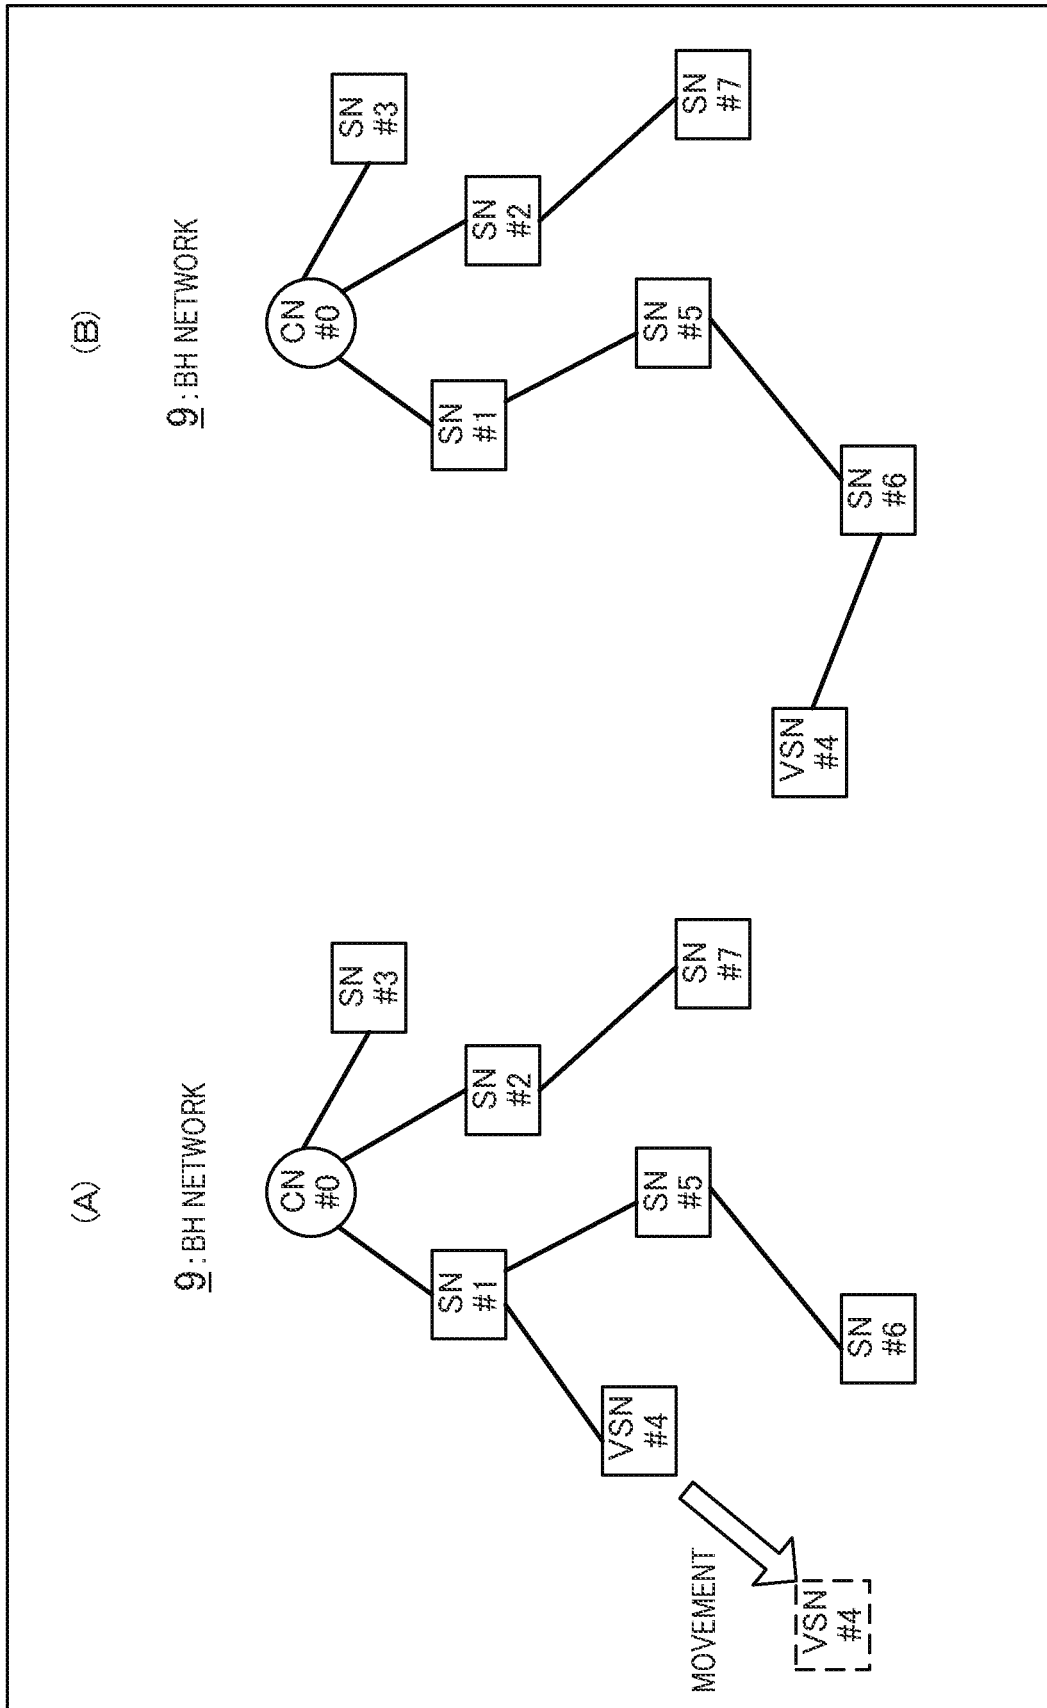 (A)
9 : BH NETWORK
CN
#0
SN
#3
SN
#1
SN
#2
VSN
#4
SN
#5
SN
#7
MOVEMENT
VSN
#4
SN
#6
(B)
9 : BH NETWORK
CN
#0
SN
#3
SN
#1
SN
#2
SN
#5
SN
#7
VSN
#4
SN
#6